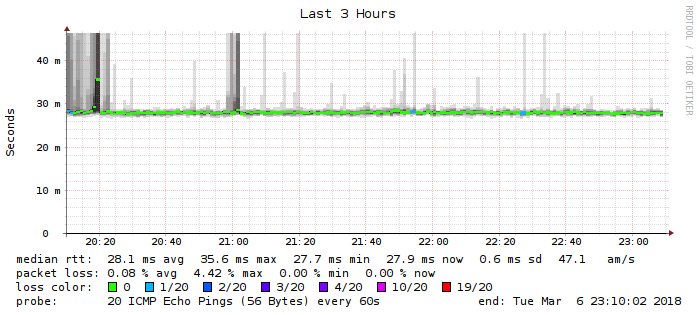 Last 3 Hours
RRDTOOL / TOBI OETIKER
Seconds
40 m
30 m
20 m
10 m
0
20:20 20:40 21:00 21:20 21:40 22:00 22:20 22:40 23:00
median rtt: 28.1 ms avg 35.6 ms max 27.7 ms min 27.9 ms now 0.6 ms sd 47.1 am/s
packet loss: 0.08 % avg 4.42 % max 0.00 % min 0.00 % now
loss color: 0 1/20 2/20 3/20 4/20 10/20 19/20
probe: 20 ICMP Echo Pings (56 Bytes) every 60s end: Tue Mar 6 23:10:02 2018